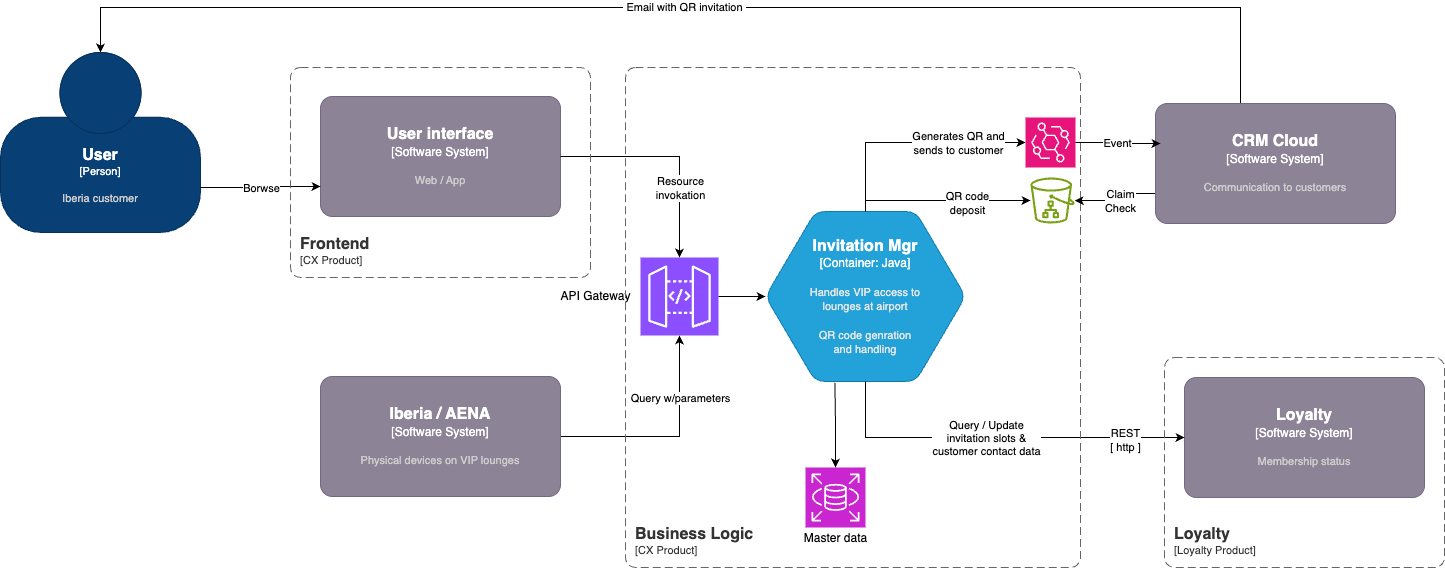 Email with QR invitation
User
[Person]
Iberia customer
Borwse
User interface
[Software System]
Web / App
Frontend
[CX Product]
Resource
invokation
API Gateway
Iberia / AENA
[Software System]
Physical devices on VIP lounges
Query w/parameters
Invitation Mgr
[Container: Java]
Handles VIP access to
lounges at airport
QR code genration
and handling
Generates QR and
sends to customer
QR code
deposit
Event
Claim
Check
CRM Cloud
[Software System]
Communication to customers
Query / Update
invitation slots &
customer contact data
REST
[ http ]
Master data
Business Logic
[CX Product]
Loyalty
[Software System]
Membership status
Loyalty
[Loyalty Product]